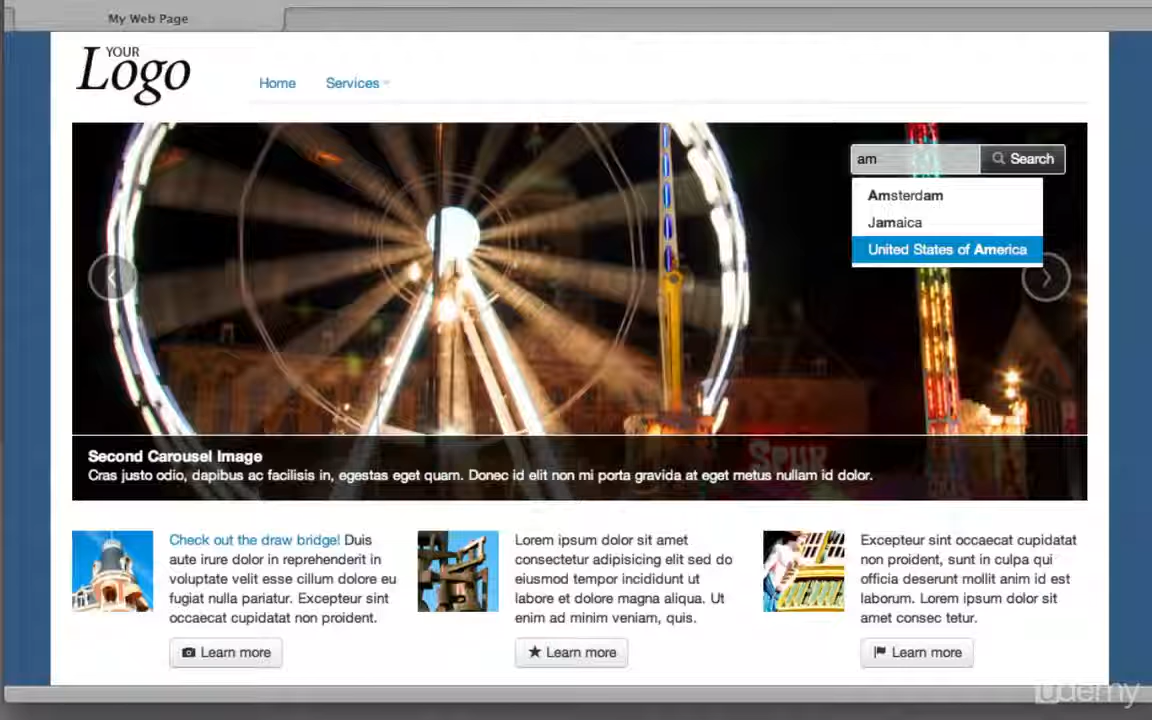 My Web Page
YOUR
Logo
Home Services
am Search
Amsterdam
Jamaica
United States of America
SPUK
Second Carousel Image
Cras justo odio, dapibus ac facilisis in, egestas eget quam. Donec id elit non mi porta gravida at eget metus nullam id dolor.
Check out the draw bridge! Duis
aute irure dolor in reprehenderit in
voluptate velit esse cillum dolore eu
fugiat nulla pariatur. Excepteur sint
occaecat cupidatat non proident.
Learn more
Lorem ipsum dolor sit amet
consectetur adipisicing elit sed do
eiusmod tempor incididunt ut
labore et dolore magna aliqua. Ut
enim ad minim veniam, quis.
Learn more
Excepteur sint occaecat cupidatat
non proident, sunt in culpa qui
officia deserunt mollit anim id est
laborum. Lorem ipsum dolor sit
amet consec tetur.
Learn more
udemy